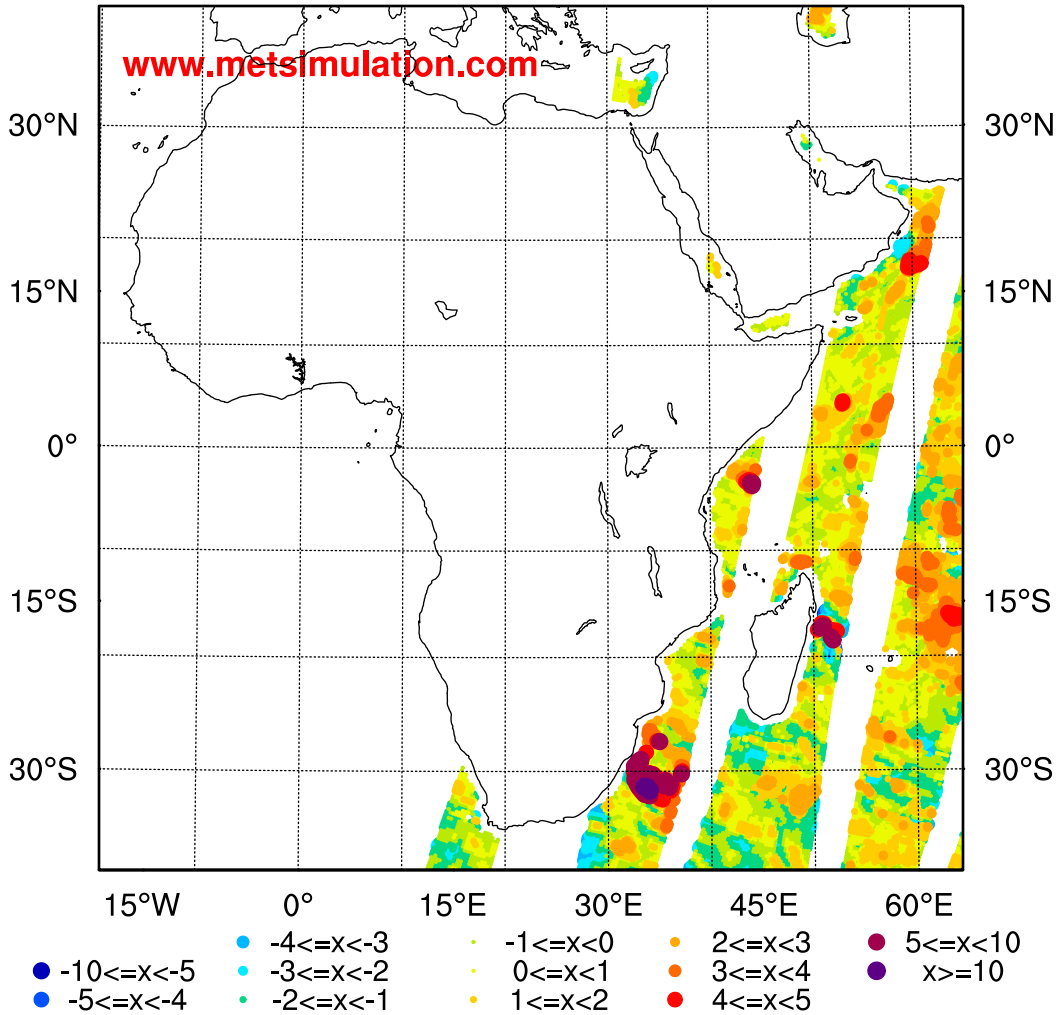 www.metsimulation.com
30°N 30°N
15°N 15°N
0° 0°
15°S 15°S
30°S 30°S
15°W 0° 15°E 30°E 45°E 60°E
-4<=x<-3 -1<=x<0 2<=x<3 5<=x<10
-10<=x<-5 -3<=x<-2 0<=x<1 3<=x<4 x>=10
-5<=x<-4 -2<=x<-1 1<=x<2 4<=x<5